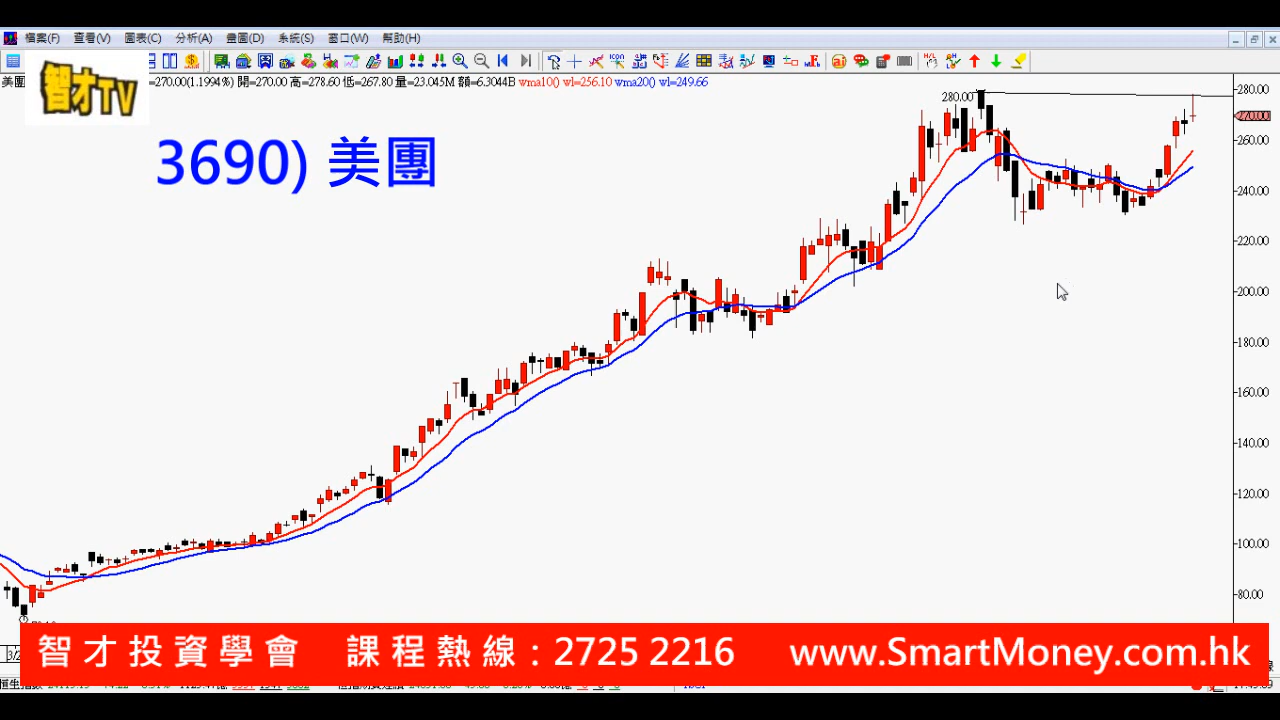 檔案(F) 查看(V) 圖表(C) 分析(A) 畫圖(D) 系統(S) 窗口(W) 幫助(H)
美團 =270.00(1.1994%) 開=270.00 高=278.60 低=267.80 量=23.045M 額=6.3044B wma10() wl=256.10 wma20() wl=249.66
智才TV
3690) 美團
280.00
280.00
270.00
260.00
240.00
220.00
200.00
180.00
160.00
140.00
120.00
100.00
80.00
智才投資學會 課程熱線:2725 2216 www.SmartMoney.com.hk